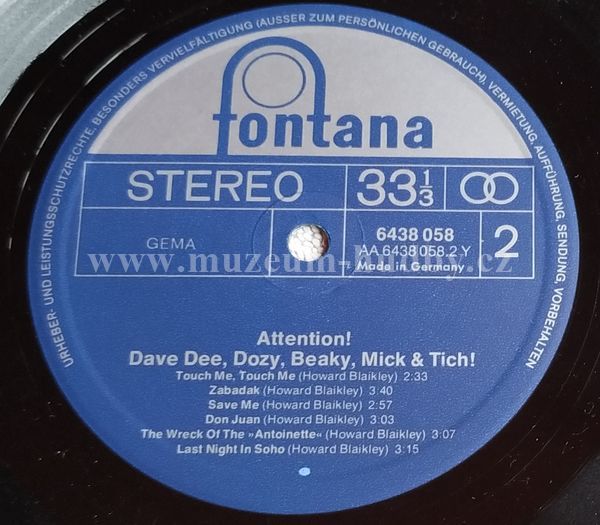 URHEBER- UND LEISTUNGSSCHUTZRECHTE, BESONDERS VERVIELFÄLTIGUNG (AUSSER ZUM PERSÖNLICHEN GEBRAUCH), VERMIETUNG, AUFFÜHRUNG, SENDUNG, VORBEHALTEN
fontana
STEREO 33 1/3
GEMA
6438 058
AA 6438 058.2 Y
Made in Germany
2
www.muzeum-hudby.cz
Attention!
Dave Dee, Dozy, Beaky, Mick & Tich!
Touch Me, Touch Me (Howard Blaikley) 2:33
Zabadak (Howard Blaikley) 3:40
Save Me (Howard Blaikley) 2:57
Don Juan (Howard Blaikley) 3:03
The Wreck Of The »Antoinette« (Howard Blaikley) 3:07
Last Night In Soho (Howard Blaikley) 3:15